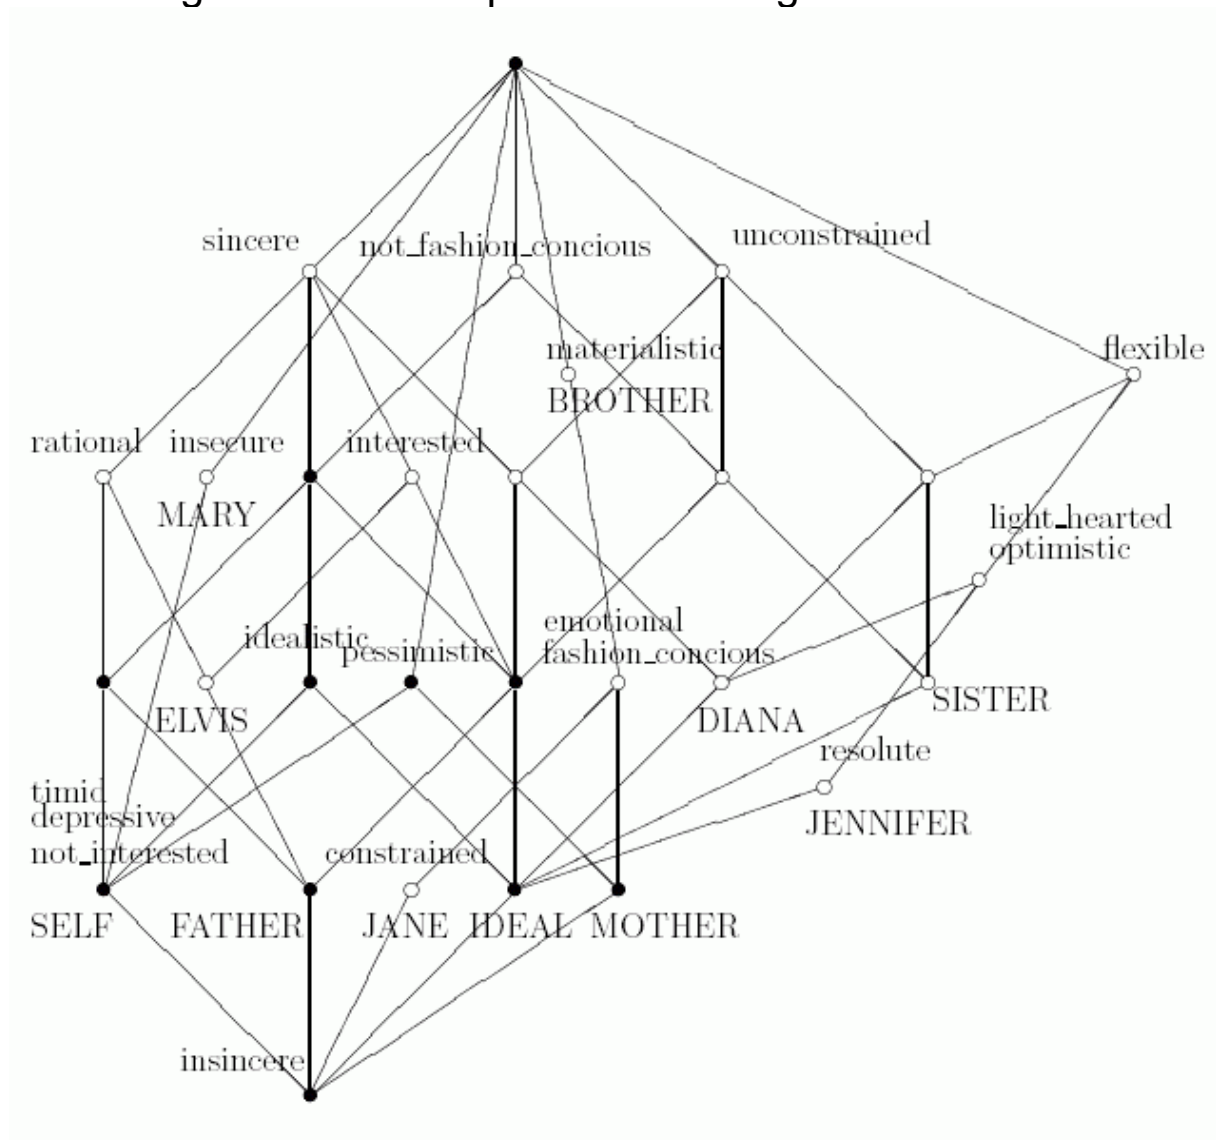 sincere
not_fashion_concious
unconstrained
materialistic
flexible
BROTHER
rational
insecure
interested
MARY
light_hearted
optimistic
idealistic
pessimistic
emotional
fashion_concious
ELVIS
DIANA
SISTER
resolute
timid
depressive
not_interested
constrained
JENNIFER
SELF
FATHER
JANE
IDEAL
MOTHER
insincere